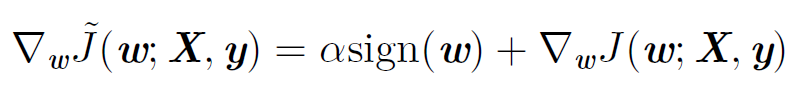 ∇_w J̃(w; X, y) = αsign(w) + ∇_w J(w; X, y)